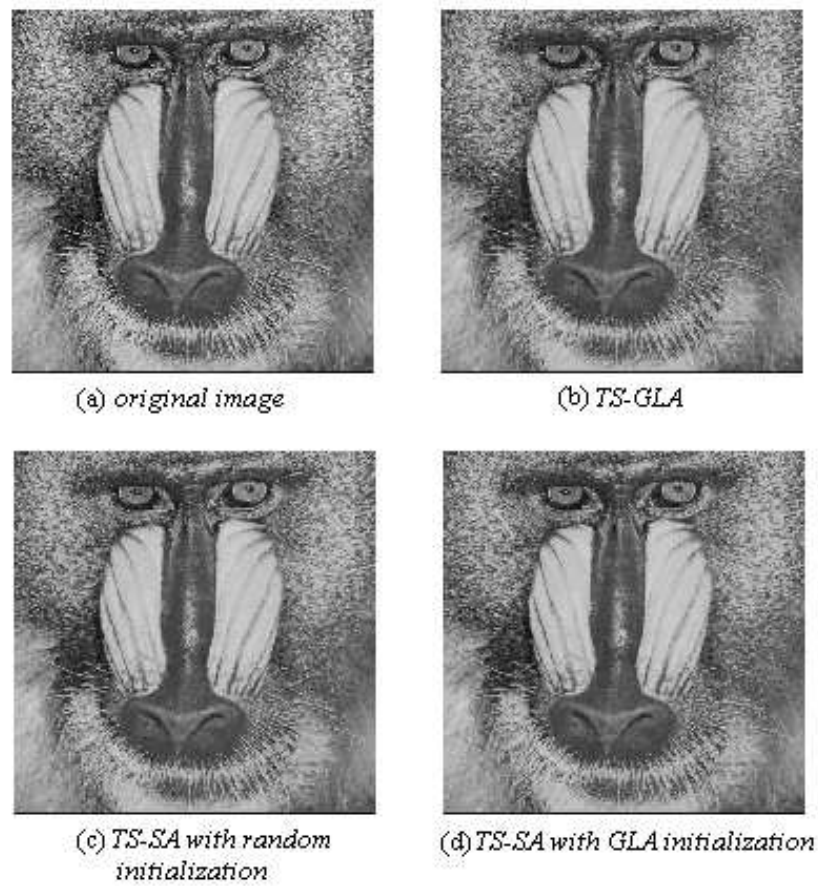 (a) original image
(b) TS-GLA
(c) TS-SA with random
initialization
(d) TS-SA with GLA initialization